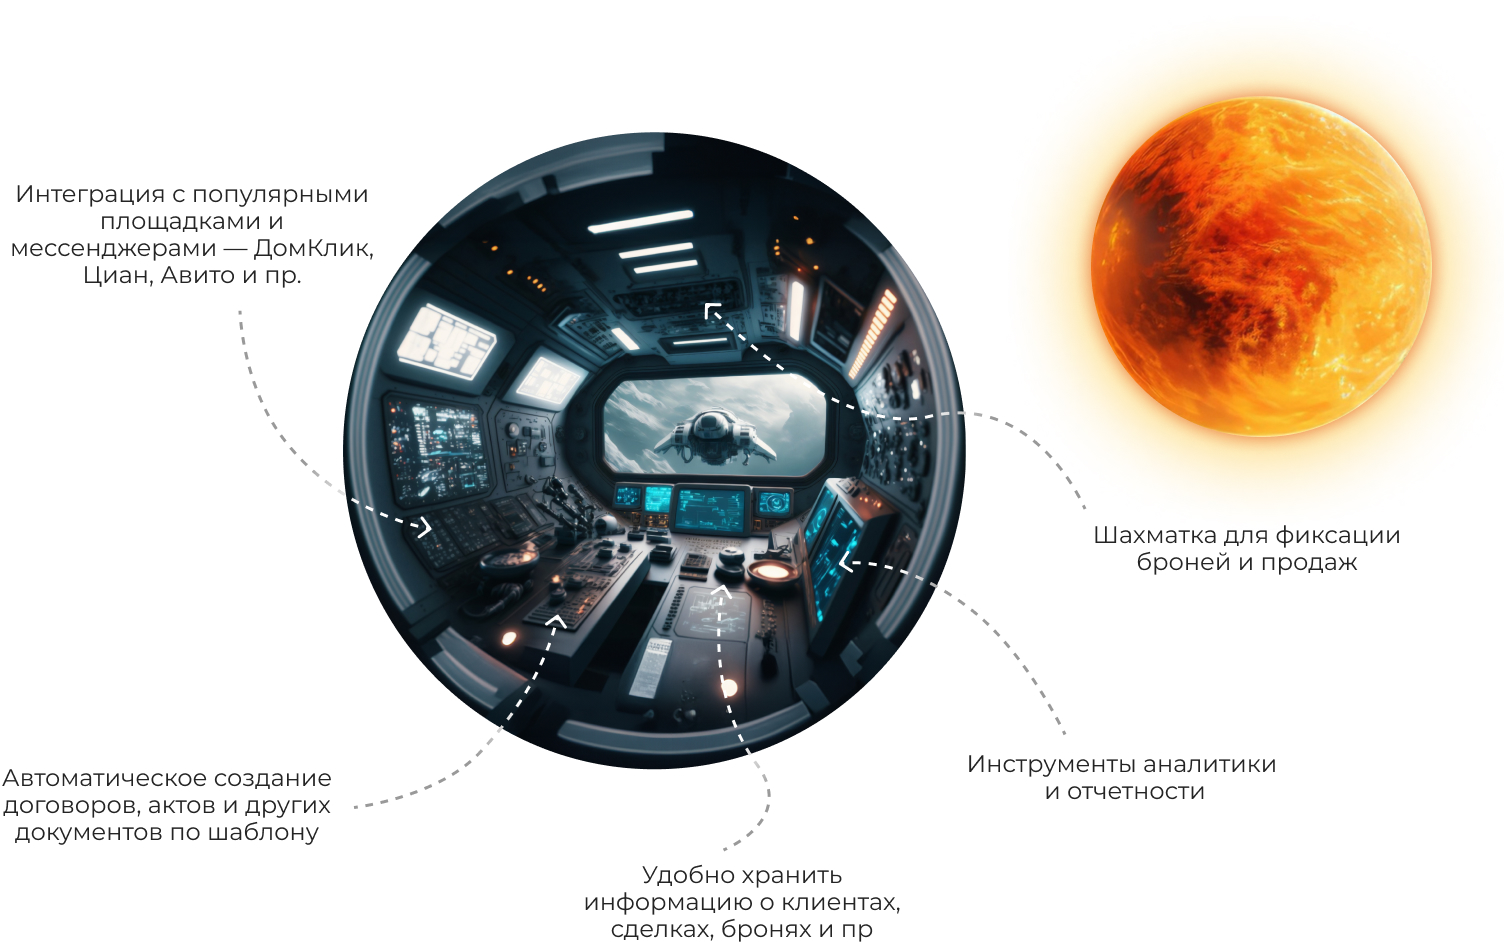 Интеграция с популярными
площадками и
мессенджерами — ДомКлик,
Циан, Авито и пр.
Шахматка для фиксации
броней и продаж
Инструменты аналитики
и отчетности
Автоматическое создание
договоров, актов и других
документов по шаблону
Удобно хранить
информацию о клиентах,
сделках, бронях и пр